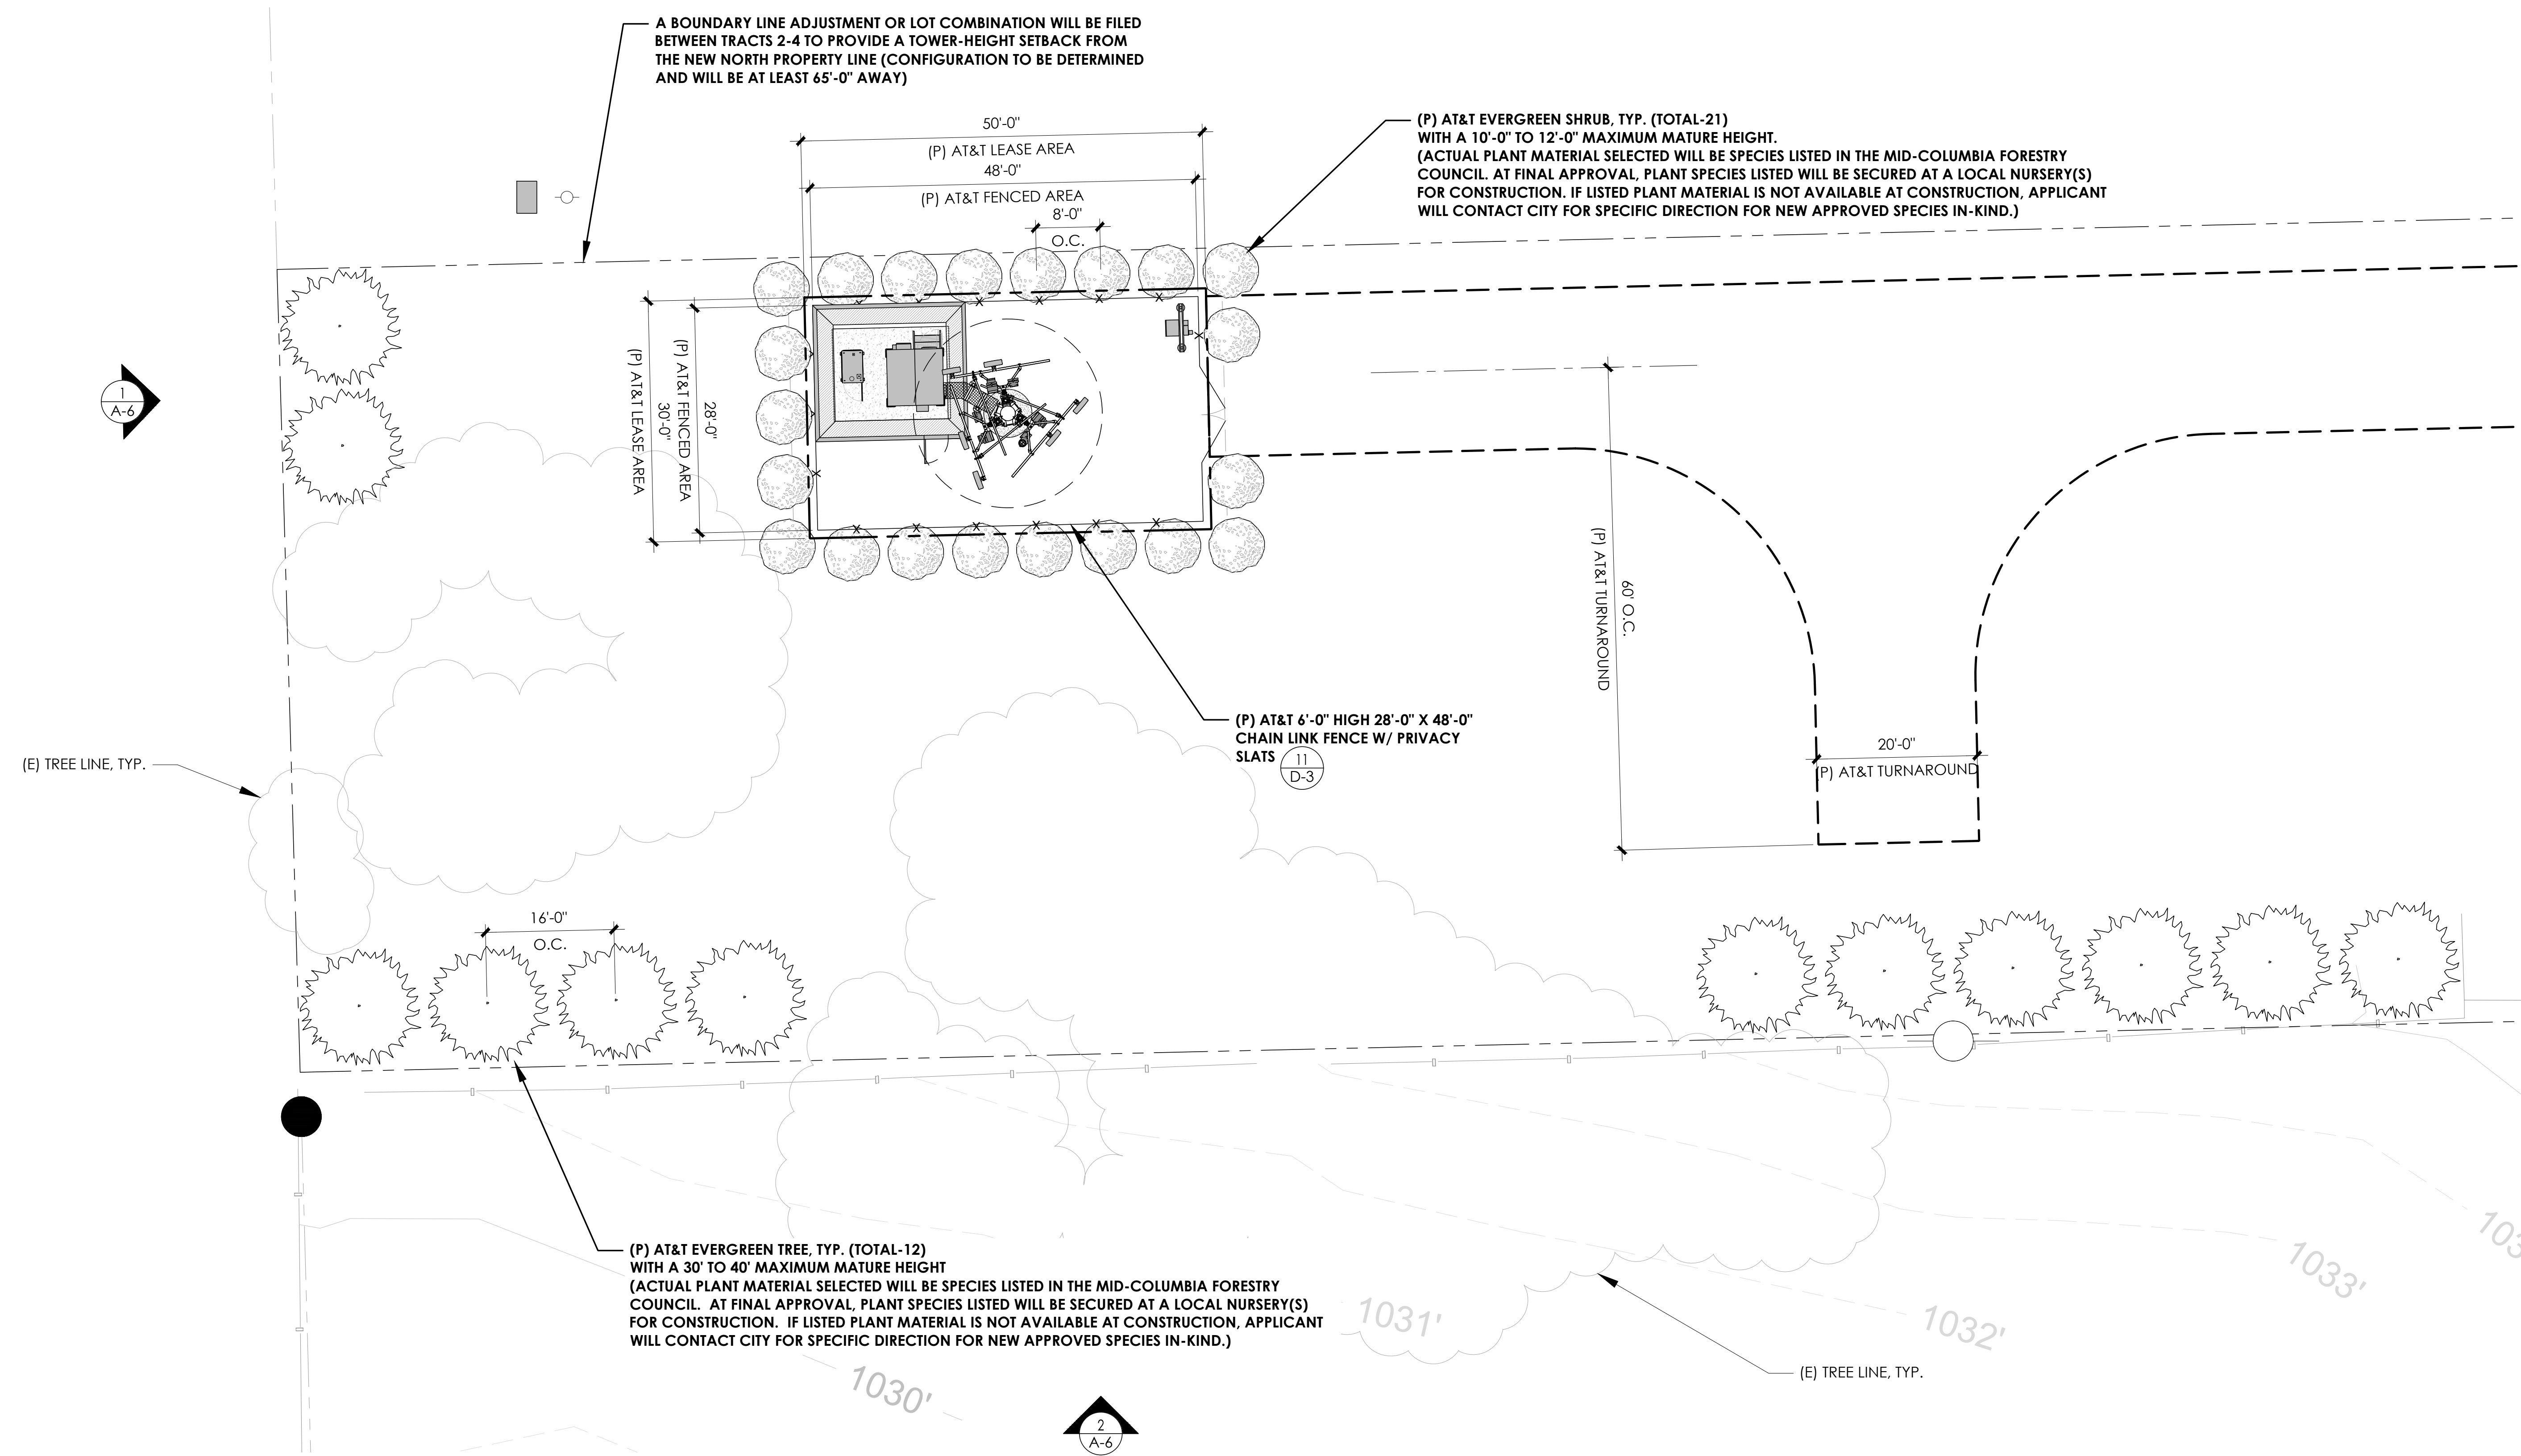 A BOUNDARY LINE ADJUSTMENT OR LOT COMBINATION WILL BE FILED
BETWEEN TRACTS 2-4 TO PROVIDE A TOWER-HEIGHT SETBACK FROM
THE NEW NORTH PROPERTY LINE (CONFIGURATION TO BE DETERMINED
AND WILL BE AT LEAST 65'-0" AWAY)
(P) AT&T EVERGREEN SHRUB, TYP. (TOTAL-21)
WITH A 10'-0" TO 12'-0" MAXIMUM MATURE HEIGHT.
(ACTUAL PLANT MATERIAL SELECTED WILL BE SPECIES LISTED IN THE MID-COLUMBIA FORESTRY
COUNCIL. AT FINAL APPROVAL, PLANT SPECIES LISTED WILL BE SECURED AT A LOCAL NURSERY(S)
FOR CONSTRUCTION. IF LISTED PLANT MATERIAL IS NOT AVAILABLE AT CONSTRUCTION, APPLICANT
WILL CONTACT CITY FOR SPECIFIC DIRECTION FOR NEW APPROVED SPECIES IN-KIND.)
50'-0"
(P) AT&T LEASE AREA
48'-0"
(P) AT&T FENCED AREA
8'-0"
O.C.
(P) AT&T LEASE AREA
30'-0"
(P) AT&T FENCED AREA
28'-0"
1
A-6
(P) AT&T TURNAROUND
60' O.C.
(P) AT&T 6'-0" HIGH 28'-0" X 48'-0"
CHAIN LINK FENCE W/ PRIVACY
SLATS
11
D-3
20'-0"
(P) AT&T TURNAROUND
(E) TREE LINE, TYP.
16'-0"
O.C.
(P) AT&T EVERGREEN TREE, TYP. (TOTAL-12)
WITH A 30' TO 40' MAXIMUM MATURE HEIGHT
(ACTUAL PLANT MATERIAL SELECTED WILL BE SPECIES LISTED IN THE MID-COLUMBIA FORESTRY
COUNCIL.  AT FINAL APPROVAL, PLANT SPECIES LISTED WILL BE SECURED AT A LOCAL NURSERY(S)
FOR CONSTRUCTION.  IF LISTED PLANT MATERIAL IS NOT AVAILABLE AT CONSTRUCTION, APPLICANT
WILL CONTACT CITY FOR SPECIFIC DIRECTION FOR NEW APPROVED SPECIES IN-KIND.)
1030'
1031'
1032'
1033'
(E) TREE LINE, TYP.
2
A-6